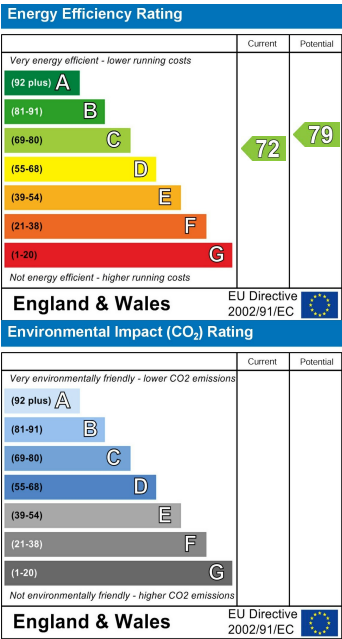 Energy Efficiency Rating
Current Potential
Very energy efficient - lower running costs
(92 plus) A
(81-91) B
(69-80) C
72 79
(55-68) D
(39-54) E
(21-38) F
(1-20) G
Not energy efficient - higher running costs
England & Wales
EU Directive
2002/91/EC
Environmental Impact (CO₂) Rating
Current Potential
Very environmentally friendly - lower CO2 emissions
(92 plus) A
(81-91) B
(69-80) C
(55-68) D
(39-54) E
(21-38) F
(1-20) G
Not environmentally friendly - higher CO2 emissions
England & Wales
EU Directive
2002/91/EC